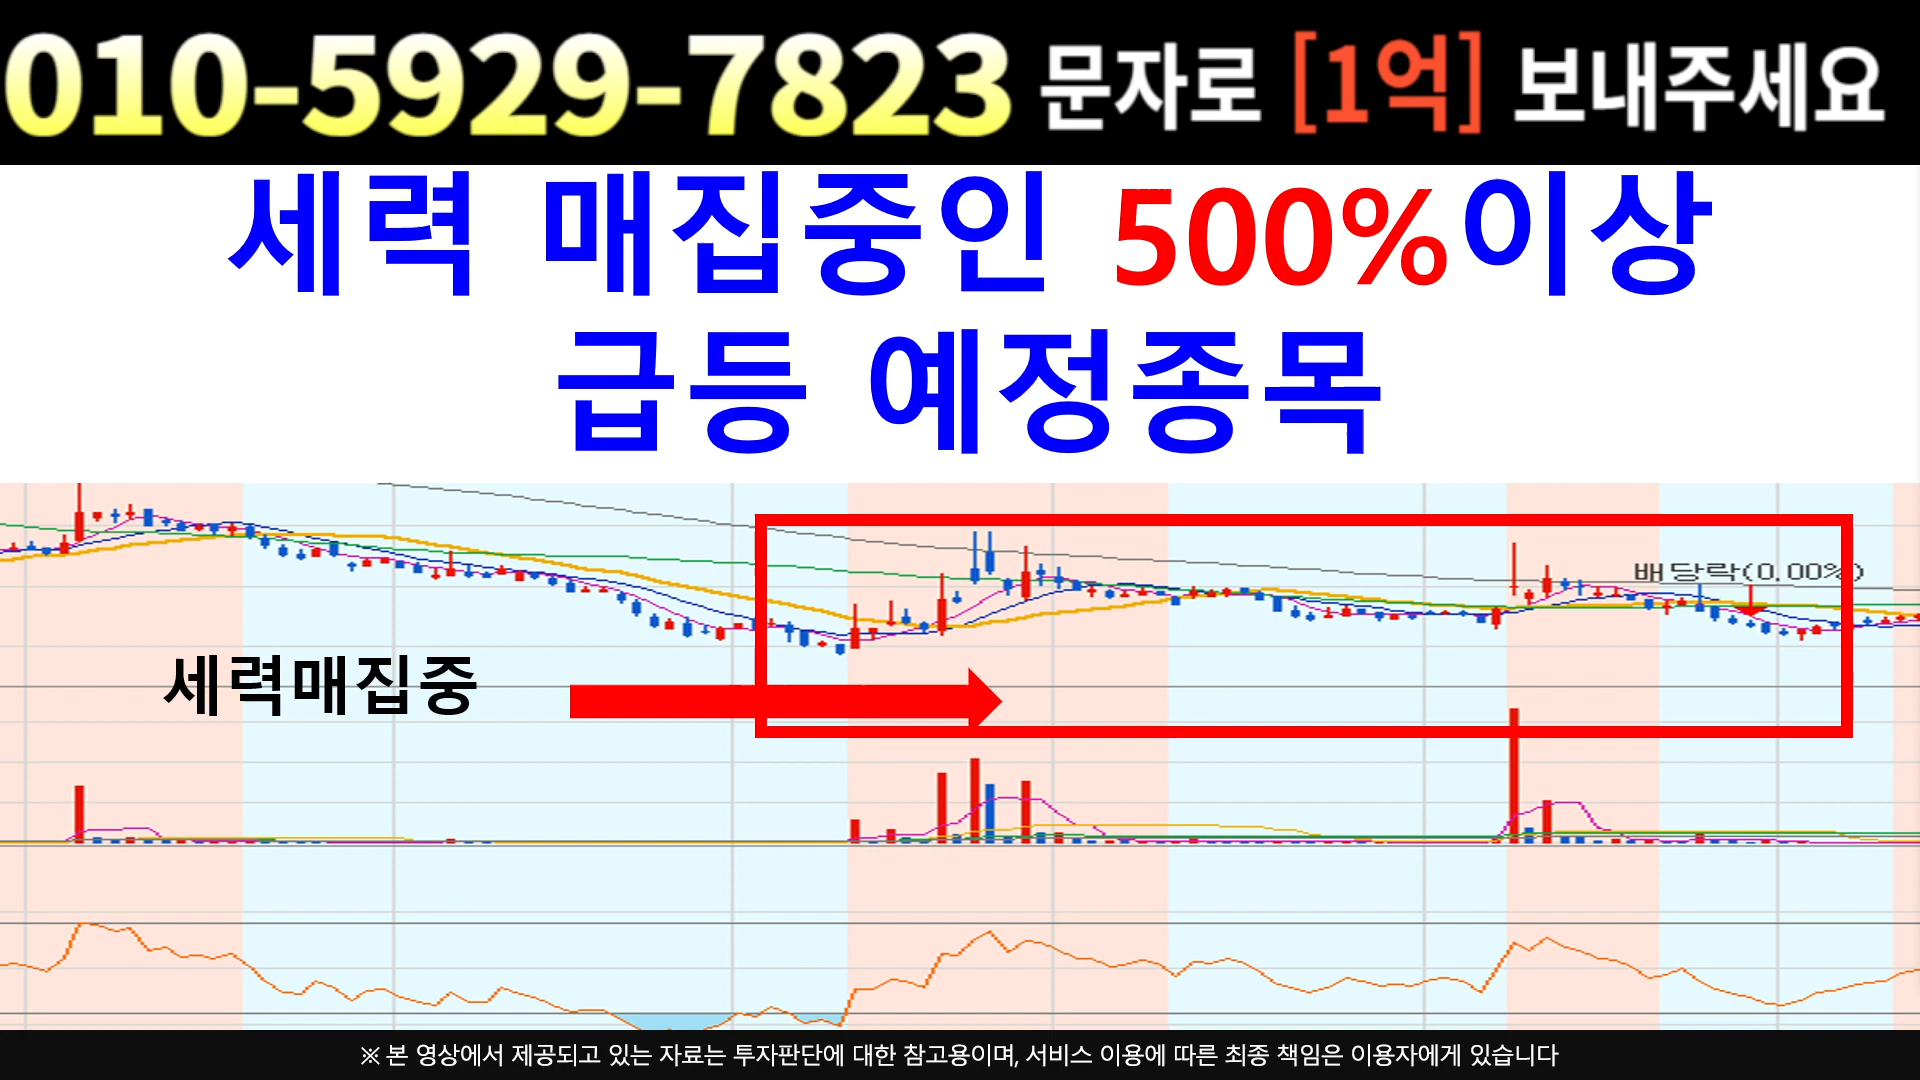 010-5929-7823 문자로 [1억] 보내주세요
세력 매집중인 500%이상
급등 예정종목
배당락(0.00%)
세력매집중
※ 본 영상에서 제공되고 있는 자료는 투자판단에 대한 참고용이며, 서비스 이용에 따른 최종 책임은 이용자에게 있습니다